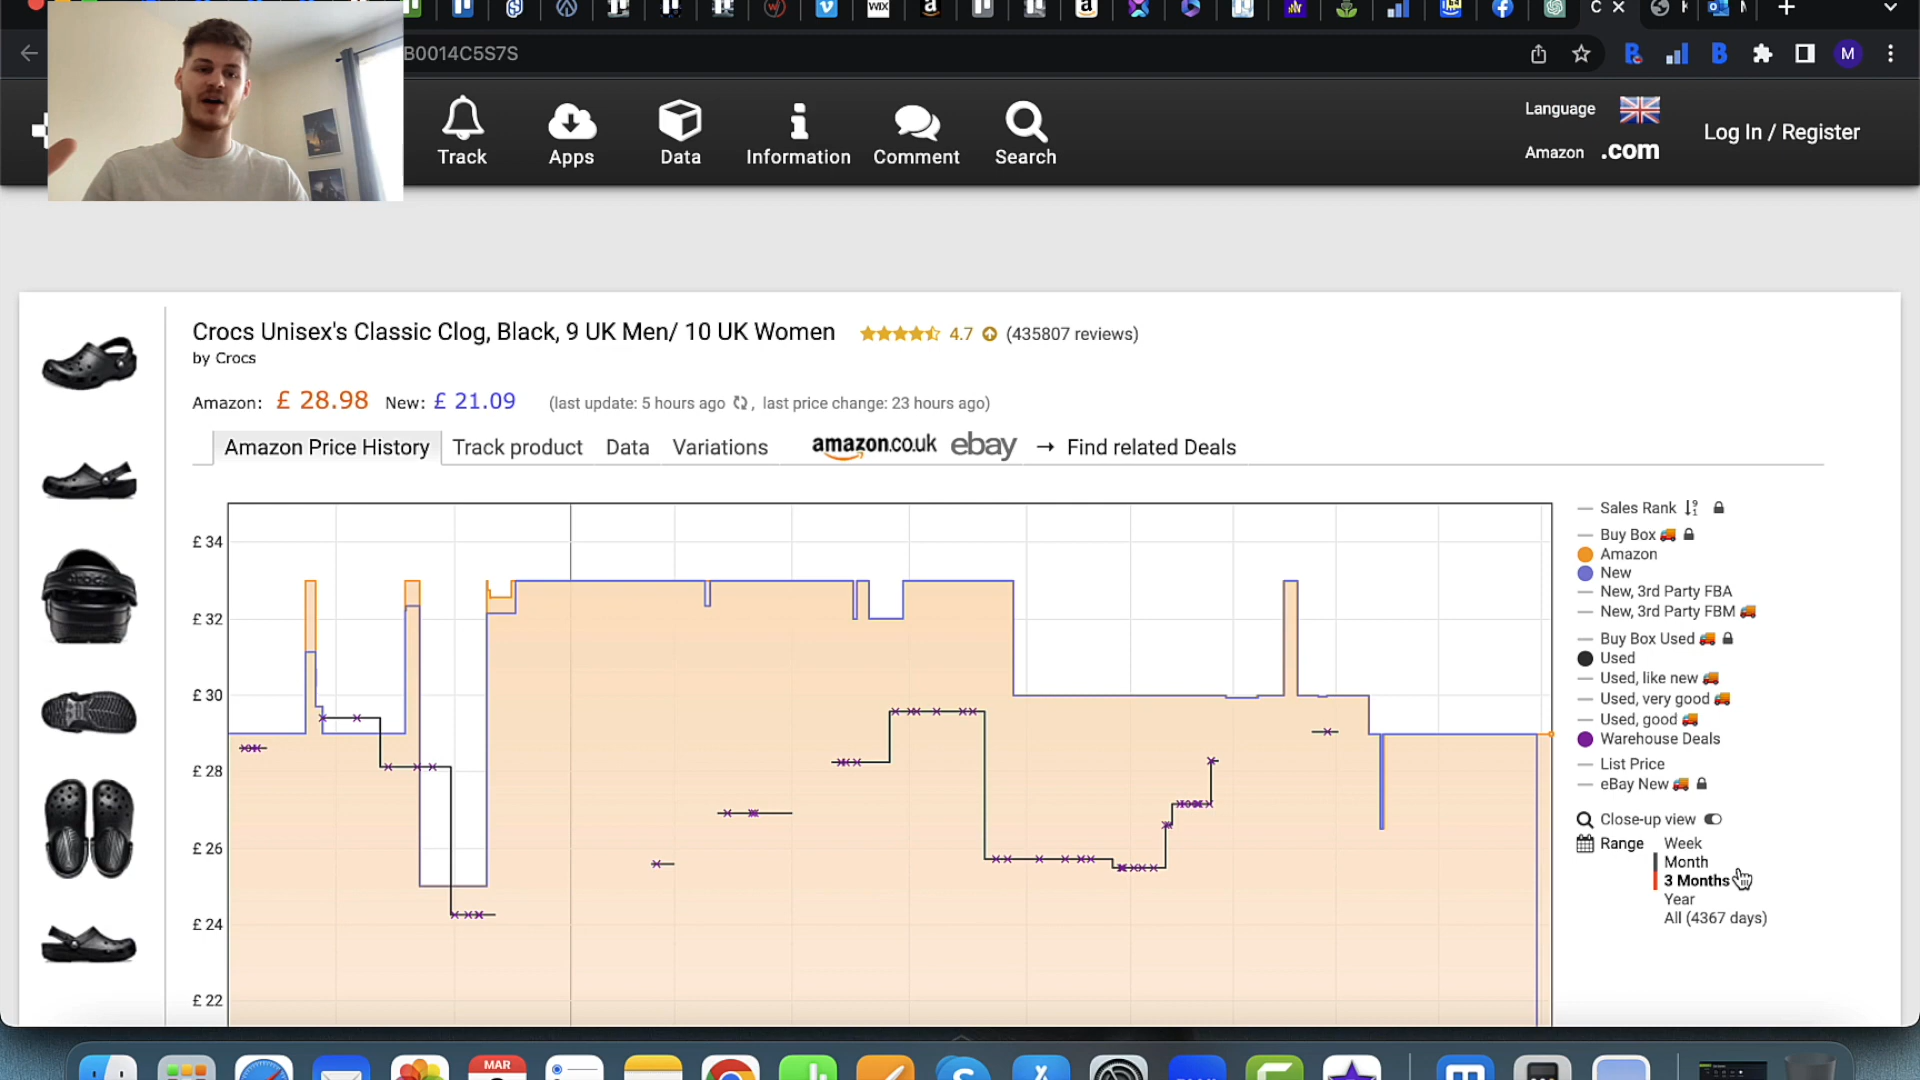 B0014C5S7S
Track
Apps
Data
Information
Comment
Search
Language
Amazon .com
Log In / Register
Crocs Unisex's Classic Clog, Black, 9 UK Men/ 10 UK Women 4.7 (435807 reviews)
by Crocs
Amazon: £ 28.98 New: £ 21.09 (last update: 5 hours ago , last price change: 23 hours ago)
Amazon Price History Track product Data Variations amazon.co.uk ebay → Find related Deals
£ 34
£ 32
£ 30
£ 28
£ 26
£ 24
£ 22
Sales Rank
Buy Box
Amazon
New
New, 3rd Party FBA
New, 3rd Party FBM
Buy Box Used
Used
Used, like new
Used, very good
Used, good
Warehouse Deals
List Price
eBay New
Close-up view
Range Week
Month
3 Months
Year
All (4367 days)
MAR